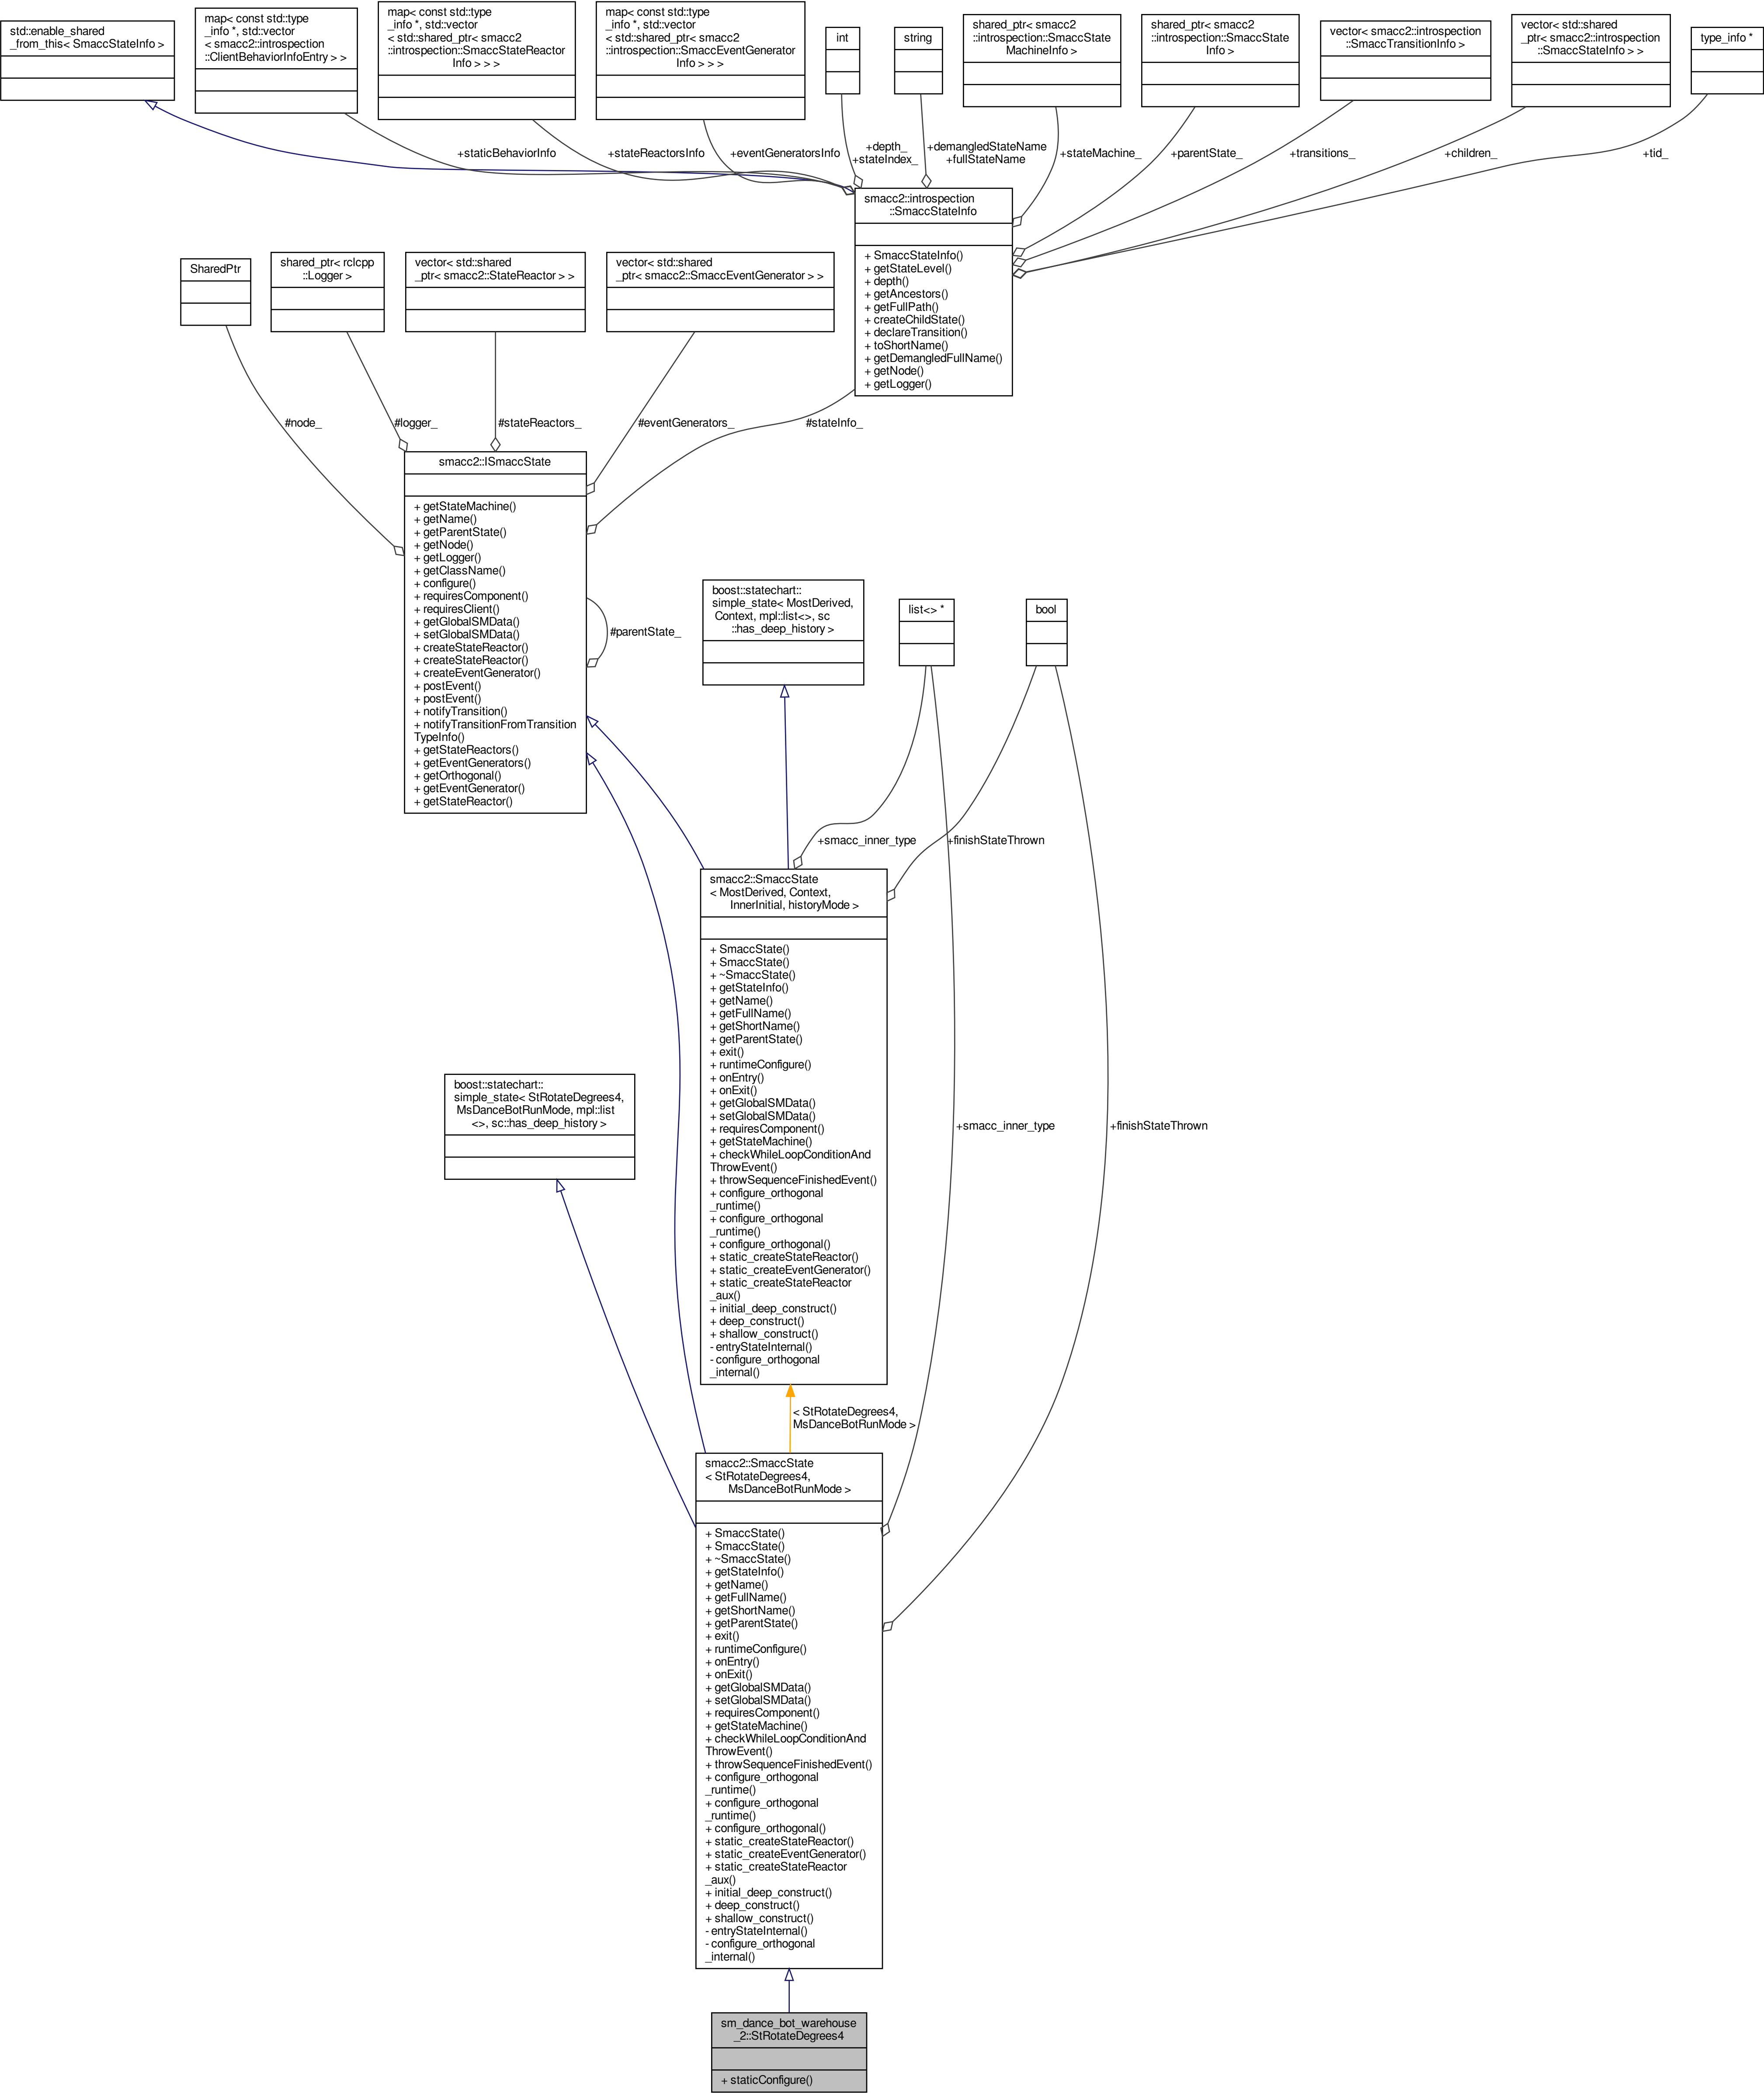 std::enable_shared
_from_this< SmaccStateInfo >
map< const std::type
_info *, std::vector
< smacc2::introspection
::ClientBehaviorInfoEntry > >
map< const std::type
_info *, std::vector
< std::shared_ptr< smacc2
::introspection::SmaccStateReactor
Info > > >
map< const std::type
_info *, std::vector
< std::shared_ptr< smacc2
::introspection::SmaccEventGenerator
Info > > >
int
string
shared_ptr< smacc2
::introspection::SmaccState
MachineInfo >
shared_ptr< smacc2
::introspection::SmaccState
Info >
vector< smacc2::introspection
::SmaccTransitionInfo >
vector< std::shared
_ptr< smacc2::introspection
::SmaccStateInfo > >
type_info *
+staticBehaviorInfo
+stateReactorsInfo
+eventGeneratorsInfo
+depth_
+stateIndex_
+demangledStateName
+fullStateName
+stateMachine_
+parentState_
+transitions_
+children_
+tid_
smacc2::introspection
::SmaccStateInfo
+ SmaccStateInfo()
+ getStateLevel()
+ depth()
+ getAncestors()
+ getFullPath()
+ createChildState()
+ declareTransition()
+ toShortName()
+ getDemangledFullName()
+ getNode()
+ getLogger()
SharedPtr
shared_ptr< rclcpp
::Logger >
vector< std::shared
_ptr< smacc2::StateReactor > >
vector< std::shared
_ptr< smacc2::SmaccEventGenerator > >
#node_
#logger_
#stateReactors_
#eventGenerators_
#stateInfo_
smacc2::ISmaccState
+ getStateMachine()
+ getName()
+ getParentState()
+ getNode()
+ getLogger()
+ getClassName()
+ configure()
+ requiresComponent()
+ requiresClient()
+ getGlobalSMData()
+ setGlobalSMData()
+ createStateReactor()
+ createStateReactor()
+ createEventGenerator()
+ postEvent()
+ postEvent()
+ notifyTransition()
+ notifyTransitionFromTransition
TypeInfo()
+ getStateReactors()
+ getEventGenerators()
+ getOrthogonal()
+ getEventGenerator()
+ getStateReactor()
#parentState_
boost::statechart::
simple_state< MostDerived,
Context, mpl::list<>, sc
::has_deep_history >
list<> *
bool
+smacc_inner_type
+finishStateThrown
smacc2::SmaccState
< MostDerived, Context,
InnerInitial, historyMode >
+ SmaccState()
+ SmaccState()
+ ~SmaccState()
+ getStateInfo()
+ getName()
+ getFullName()
+ getShortName()
+ getParentState()
+ exit()
+ runtimeConfigure()
+ onEntry()
+ onExit()
+ getGlobalSMData()
+ setGlobalSMData()
+ requiresComponent()
+ getStateMachine()
+ checkWhileLoopConditionAnd
ThrowEvent()
+ throwSequenceFinishedEvent()
+ configure_orthogonal
_runtime()
+ configure_orthogonal
_runtime()
+ configure_orthogonal()
+ static_createStateReactor()
+ static_createEventGenerator()
+ static_createStateReactor
_aux()
+ initial_deep_construct()
+ deep_construct()
+ shallow_construct()
- entryStateInternal()
- configure_orthogonal
_internal()
boost::statechart::
simple_state< StRotateDegrees4,
MsDanceBotRunMode, mpl::list
<>, sc::has_deep_history >
+smacc_inner_type
+finishStateThrown
< StRotateDegrees4,
MsDanceBotRunMode >
smacc2::SmaccState
< StRotateDegrees4,
MsDanceBotRunMode >
+ SmaccState()
+ SmaccState()
+ ~SmaccState()
+ getStateInfo()
+ getName()
+ getFullName()
+ getShortName()
+ getParentState()
+ exit()
+ runtimeConfigure()
+ onEntry()
+ onExit()
+ getGlobalSMData()
+ setGlobalSMData()
+ requiresComponent()
+ getStateMachine()
+ checkWhileLoopConditionAnd
ThrowEvent()
+ throwSequenceFinishedEvent()
+ configure_orthogonal
_runtime()
+ configure_orthogonal
_runtime()
+ configure_orthogonal()
+ static_createStateReactor()
+ static_createEventGenerator()
+ static_createStateReactor
_aux()
+ initial_deep_construct()
+ deep_construct()
+ shallow_construct()
- entryStateInternal()
- configure_orthogonal
_internal()
sm_dance_bot_warehouse
_2::StRotateDegrees4
+ staticConfigure()